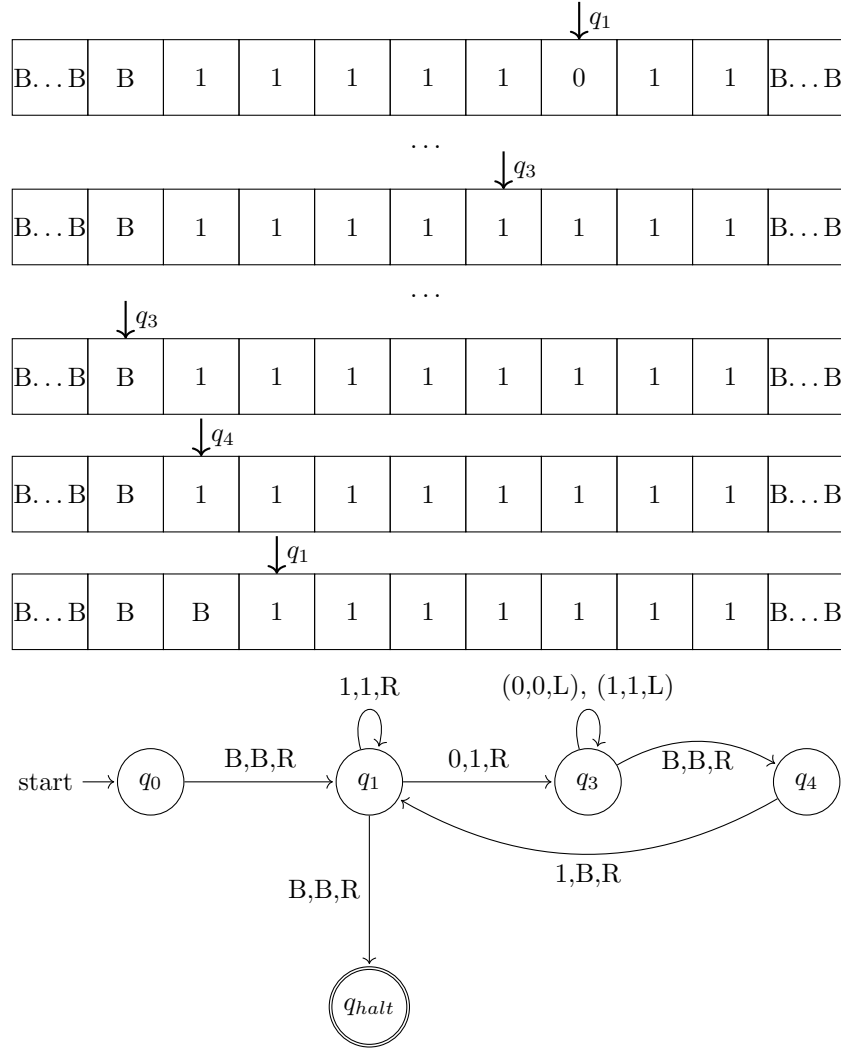 q1
B...B B 1 1 1 1 1 0 1 1 B...B
...
q3
B...B B 1 1 1 1 1 1 1 1 B...B
...
q3
B...B B 1 1 1 1 1 1 1 1 B...B
q4
B...B B 1 1 1 1 1 1 1 1 B...B
q1
B...B B B 1 1 1 1 1 1 1 B...B
1,1,R (0,0,L), (1,1,L)
start q0 B,B,R q1 0,1,R q3 B,B,R q4
1,B,R
B,B,R
qhalt